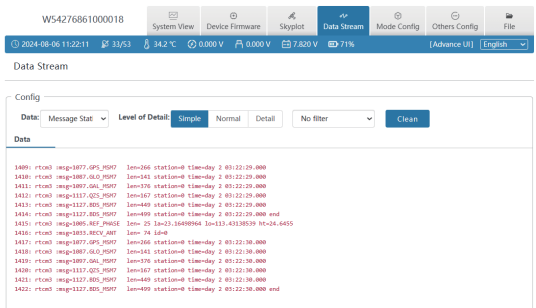 W54276861000018
System View
Device Firmware
Skyplot
Data Stream
Mode Config
Others Config
File
2024-08-06 11:22:11 33/53 34.2 °C 0.000 V 0.000 V 7.820 V 71% [Advance UI] English
Data Stream
Config
Data: Message Stati Level of Detail: Simple Normal Detail No filter Clean
Data
1409: rtcm3 :msg=1077.GPS_MSM7 len=266 station=0 time=day 2 03:22:29.000
1410: rtcm3 :msg=1087.GLO_MSM7 len=141 station=0 time=day 2 03:22:29.000
1411: rtcm3 :msg=1097.GAL_MSM7 len=376 station=0 time=day 2 03:22:29.000
1412: rtcm3 :msg=1117.QZS_MSM7 len=167 station=0 time=day 2 03:22:29.000
1413: rtcm3 :msg=1127.BDS_MSM7 len=449 station=0 time=day 2 03:22:29.000
1414: rtcm3 :msg=1127.BDS_MSM7 len=499 station=0 time=day 2 03:22:29.000 end
1415: rtcm3 :msg=1005.REF_PHASE len= 25 la=23.16490964 lo=113.43138539 ht=24.6455
1416: rtcm3 :msg=1033.RECV_ANT len= 74 id=0
1417: rtcm3 :msg=1077.GPS_MSM7 len=266 station=0 time=day 2 03:22:30.000
1418: rtcm3 :msg=1087.GLO_MSM7 len=141 station=0 time=day 2 03:22:30.000
1419: rtcm3 :msg=1097.GAL_MSM7 len=376 station=0 time=day 2 03:22:30.000
1420: rtcm3 :msg=1117.QZS_MSM7 len=167 station=0 time=day 2 03:22:30.000
1421: rtcm3 :msg=1127.BDS_MSM7 len=449 station=0 time=day 2 03:22:30.000
1422: rtcm3 :msg=1127.BDS_MSM7 len=499 station=0 time=day 2 03:22:30.000 end